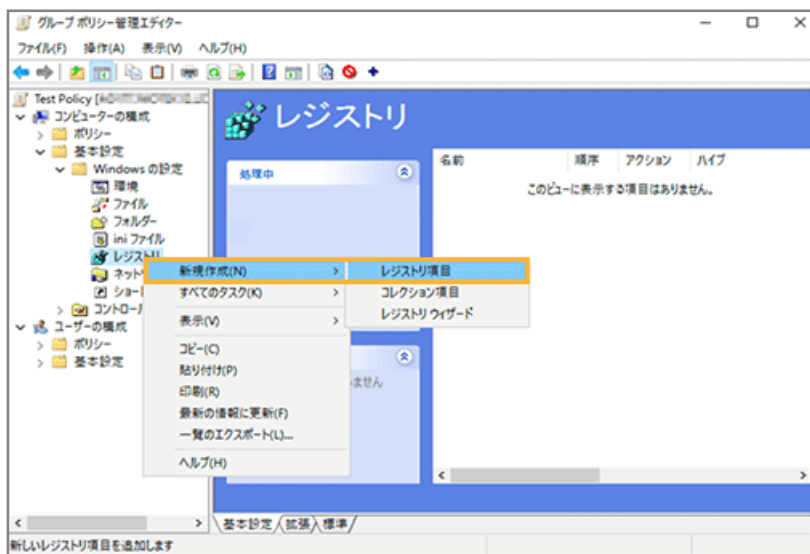 グループ ポリシー管理エディター
ファイル(F) 操作(A) 表示(V) ヘルプ(H)
Test Policy [
コンピューターの構成
ポリシー
基本設定
Windows の設定
環境
ファイル
フォルダー
ini ファイル
レジストリ
ネット
ショー
コントロー
ユーザーの構成
ポリシー
基本設定
レジストリ
処理中
名前 順序 アクション ハイブ
このビューに表示する項目はありません。
新規作成(N)
すべてのタスク(K)
表示(V)
コピー(C)
貼り付け(P)
印刷(R)
最新の情報に更新(F)
一覧のエクスポート(L)...
ヘルプ(H)
レジストリ項目
コレクション項目
レジストリ ウィザード
ません
基本設定 拡張 標準
新しいレジストリ項目を追加します